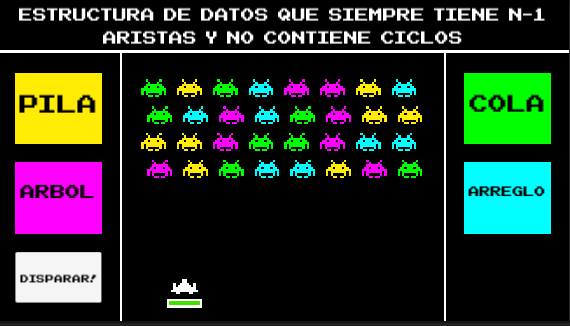 ESTRUCTURA DE DATOS QUE SIEMPRE TIENE N-1
ARISTAS Y NO CONTIENE CICLOS
PILA
COLA
ARBOL
ARREGLO
DISPARAR!